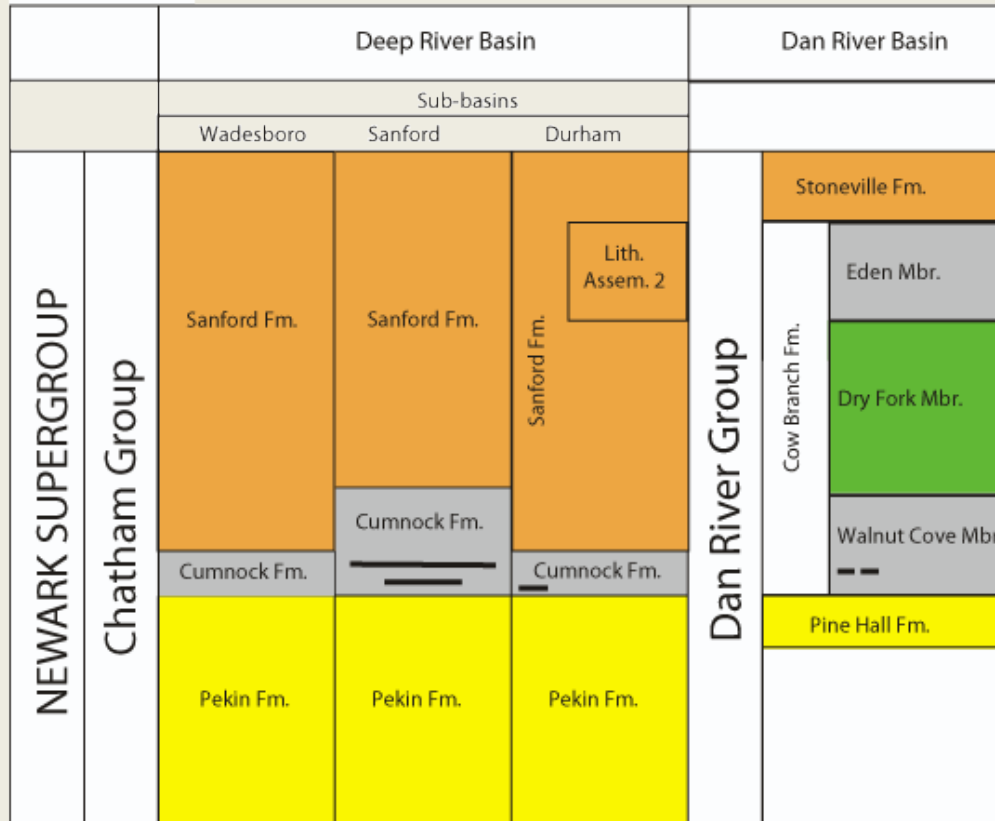 Deep River Basin
Dan River Basin
Sub-basins
Wadesboro
Sanford
Durham
NEWARK SUPERGROUP
Chatham Group
Sanford Fm.
Sanford Fm.
Sanford Fm.
Lith.
Assem. 2
Cumnock Fm.
Cumnock Fm.
Cumnock Fm.
Pekin Fm.
Pekin Fm.
Pekin Fm.
Dan River Group
Stoneville Fm.
Cow Branch Fm.
Eden Mbr.
Dry Fork Mbr.
Walnut Cove Mbr
Pine Hall Fm.